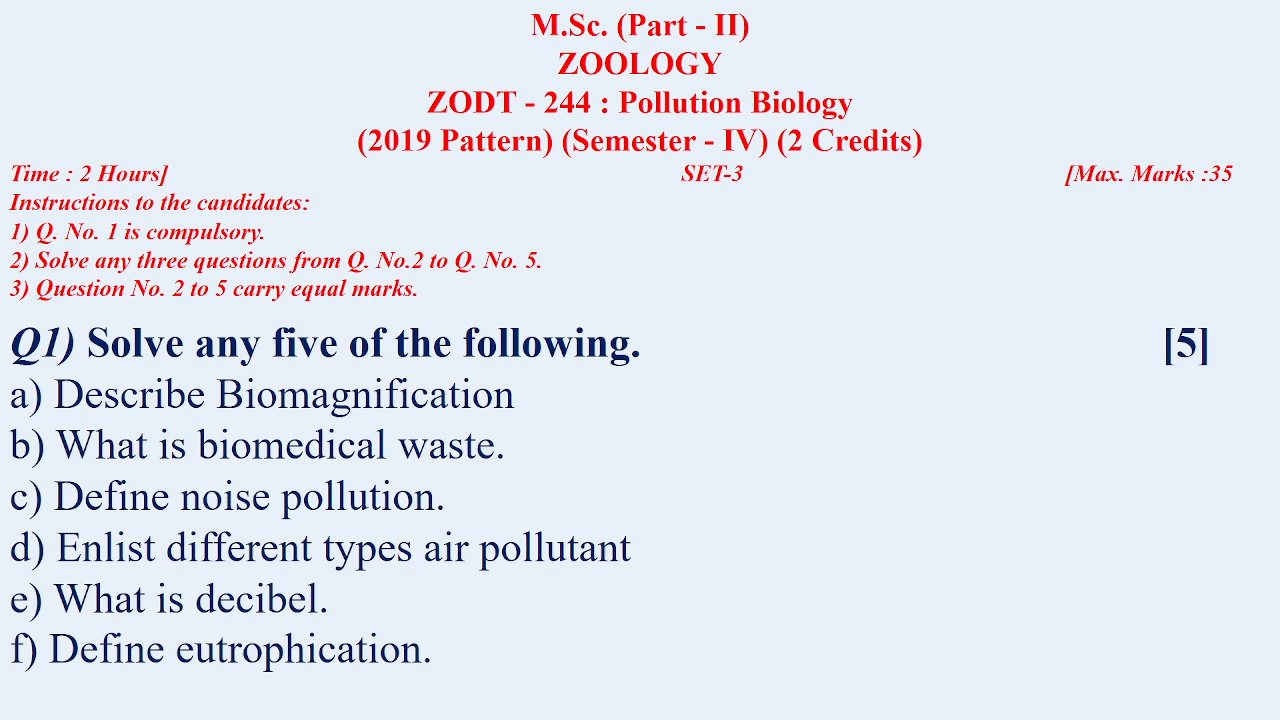 M.Sc. (Part - II)
ZOOLOGY
ZODT - 244 : Pollution Biology
(2019 Pattern) (Semester - IV) (2 Credits)
Time : 2 Hours] SET-3 [Max. Marks :35
Instructions to the candidates:
1) Q. No. 1 is compulsory.
2) Solve any three questions from Q. No.2 to Q. No. 5.
3) Question No. 2 to 5 carry equal marks.
Q1) Solve any five of the following. [5]
a) Describe Biomagnification
b) What is biomedical waste.
c) Define noise pollution.
d) Enlist different types air pollutant
e) What is decibel.
f) Define eutrophication.